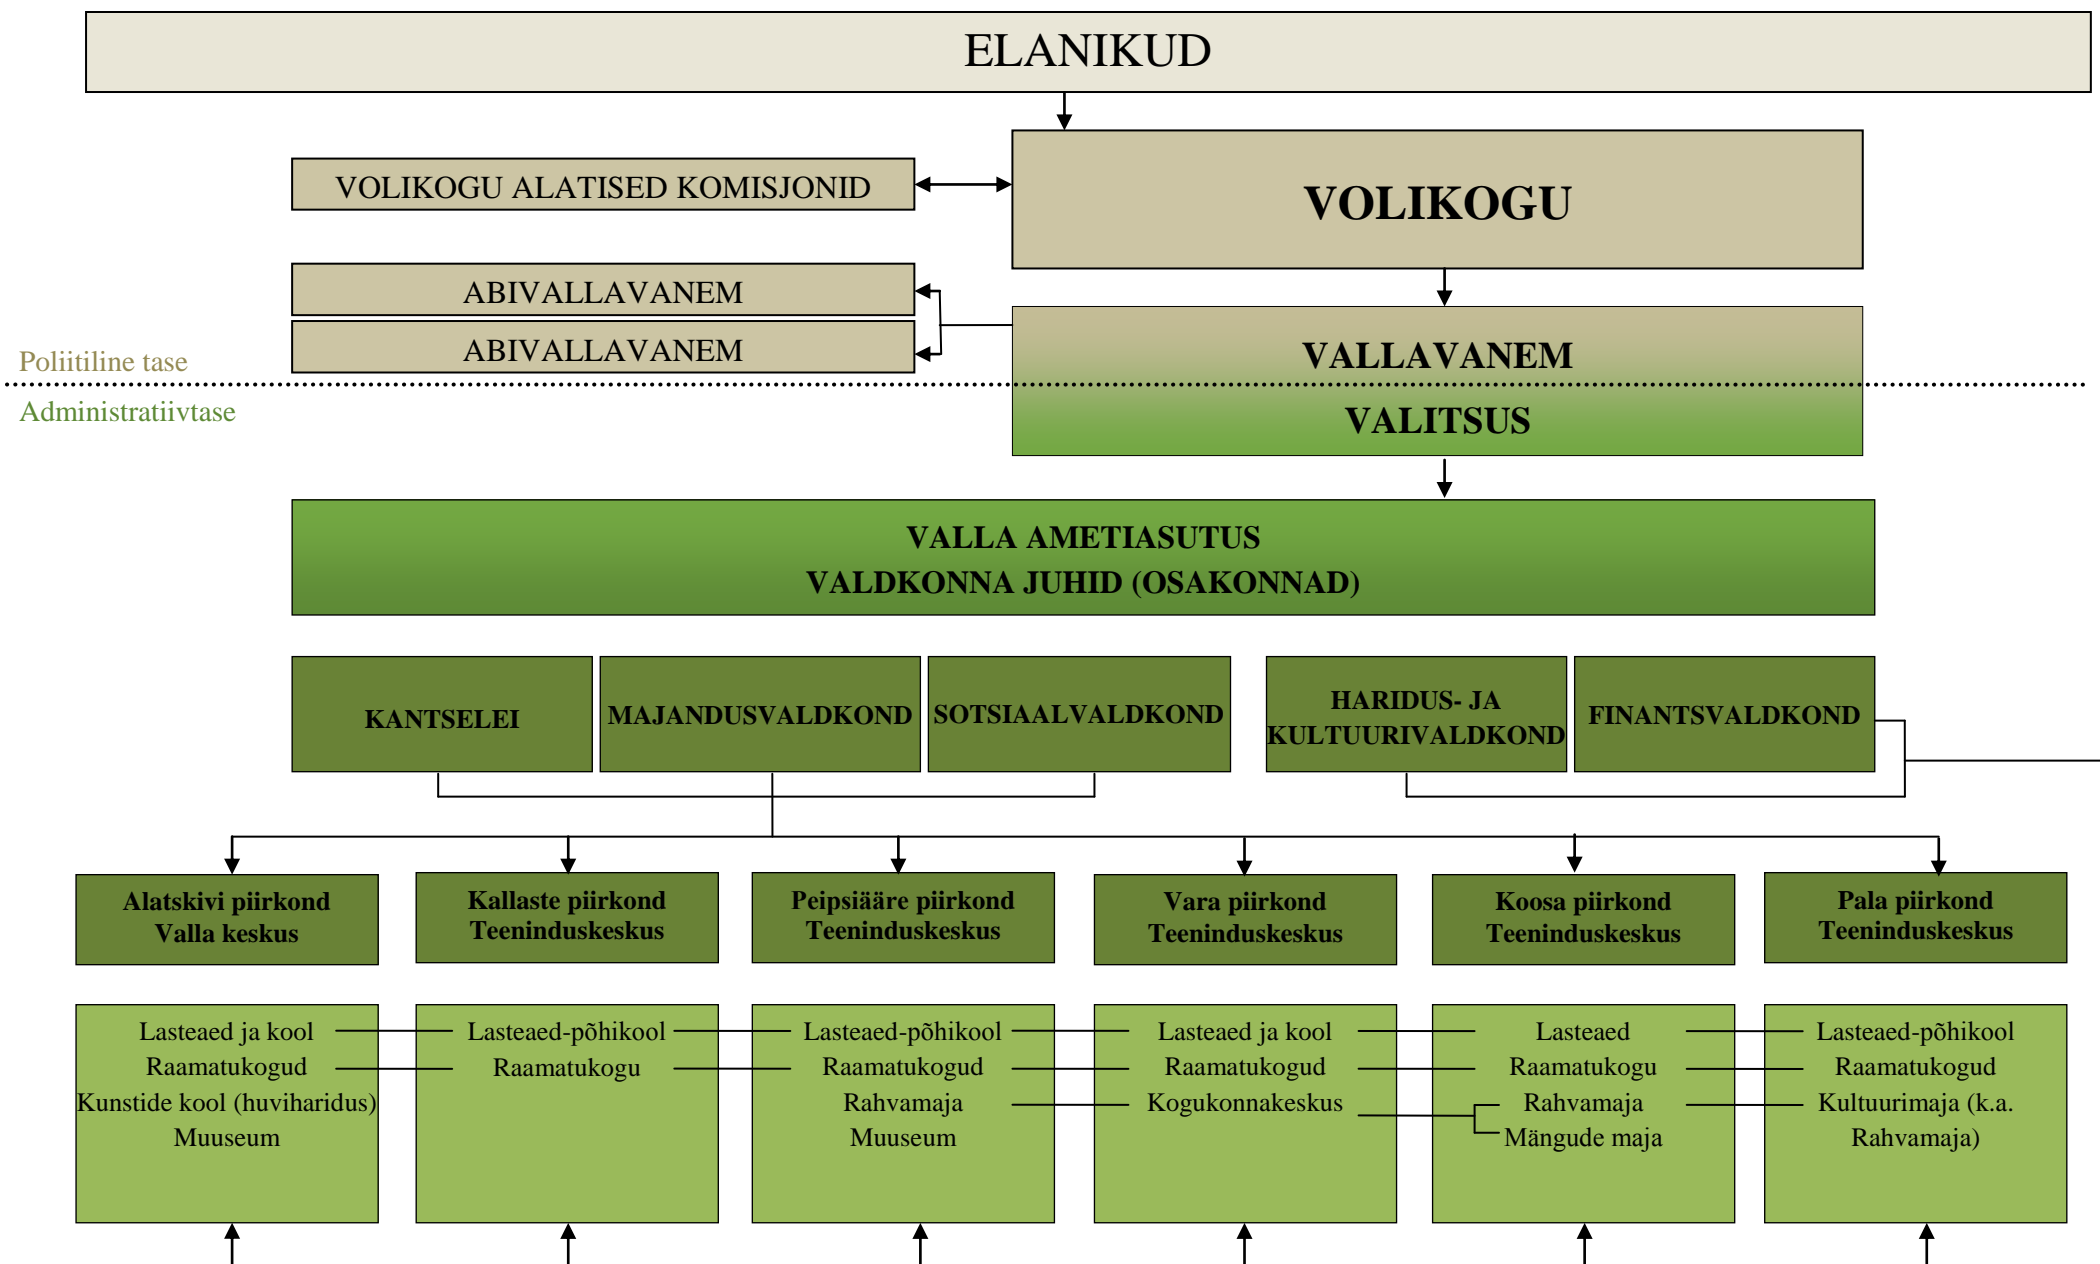 ELANIKUD
VOLIKOGU ALATISED KOMISJONID
VOLIKOGU
ABIVALLAVANEM
ABIVALLAVANEM
VALLAVANEM
Poliitiline tase
Administratiivtase
VALITSUS
VALLA AMETIASUTUS
VALDKONNA JUHID (OSAKONNAD)
KANTSELEI
MAJANDUSVALDKOND
SOTSIAALVALDKOND
HARIDUS- JA
KULTUURIVALDKOND
FINANTSVALDKOND
Alatskivi piirkond
Valla keskus
Kallaste piirkond
Teeninduskeskus
Peipsiääre piirkond
Teeninduskeskus
Vara piirkond
Teeninduskeskus
Koosa piirkond
Teeninduskeskus
Pala piirkond
Teeninduskeskus
Lasteaed ja kool
Raamatukogud
Kunstide kool (huviharidus)
Muuseum
Lasteaed-põhikool
Raamatukogu
Lasteaed-põhikool
Raamatukogud
Rahvamaja
Muuseum
Lasteaed ja kool
Raamatukogud
Kogukonnakeskus
Lasteaed
Raamatukogu
Rahvamaja
Mängude maja
Lasteaed-põhikool
Raamatukogud
Kultuurimaja (k.a.
Rahvamaja)